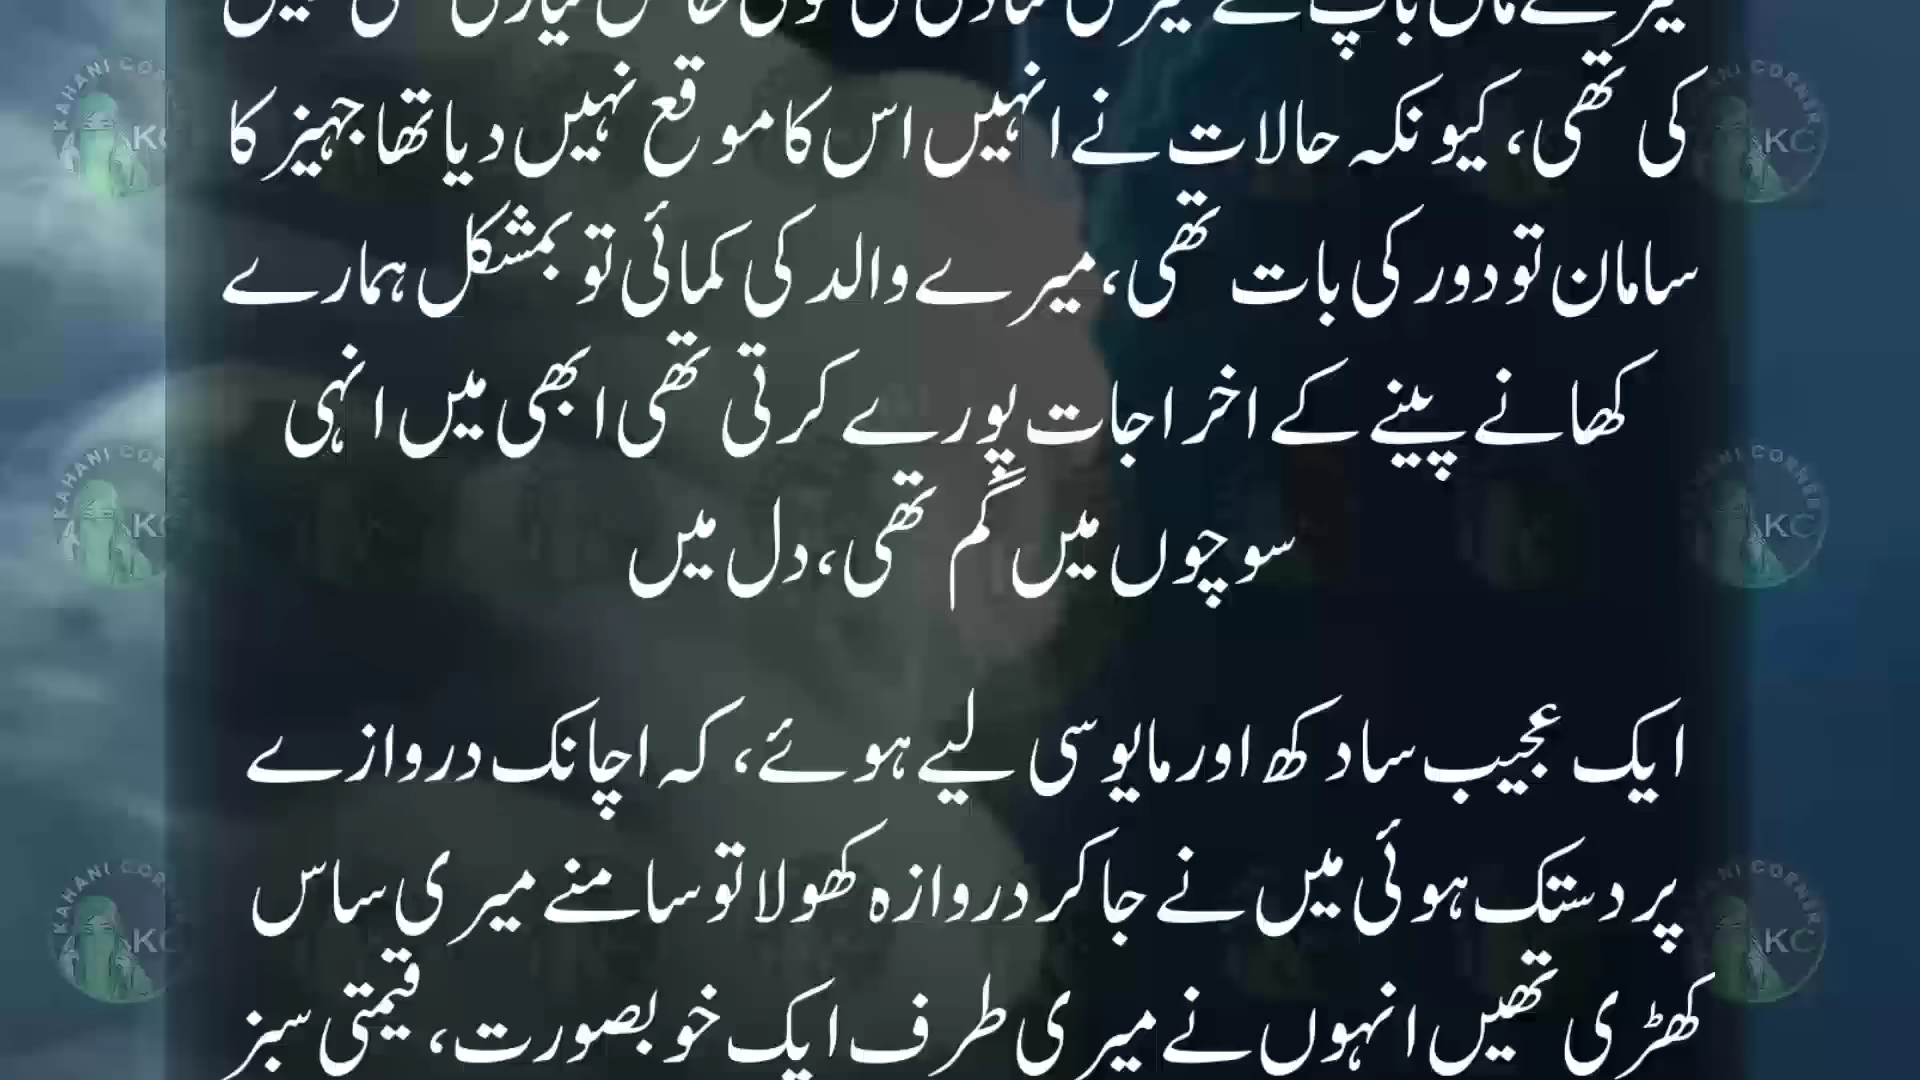 کی تھی، کیونکہ حالات نے انہیں اس کا موقع نہیں دیا تھا جہیز کا
سامان تو دور کی بات تھی، میرے والد کی کمائی تو بمشکل ہمارے
کھانے پینے کے اخراجات پورے کرتی تھی ابھی میں انہی
سوچوں میں گم تھی، دل میں
ایک عجیب سا دکھ اور مایوسی لیے ہوئے، کہ اچانک دروازے
پر دستک ہوئی میں نے جا کر دروازہ کھولا تو سامنے میری ساس
کھڑی تھیں انہوں نے میری طرف ایک خوبصورت، قیمتی سبز
KAHANI CORNER
KC